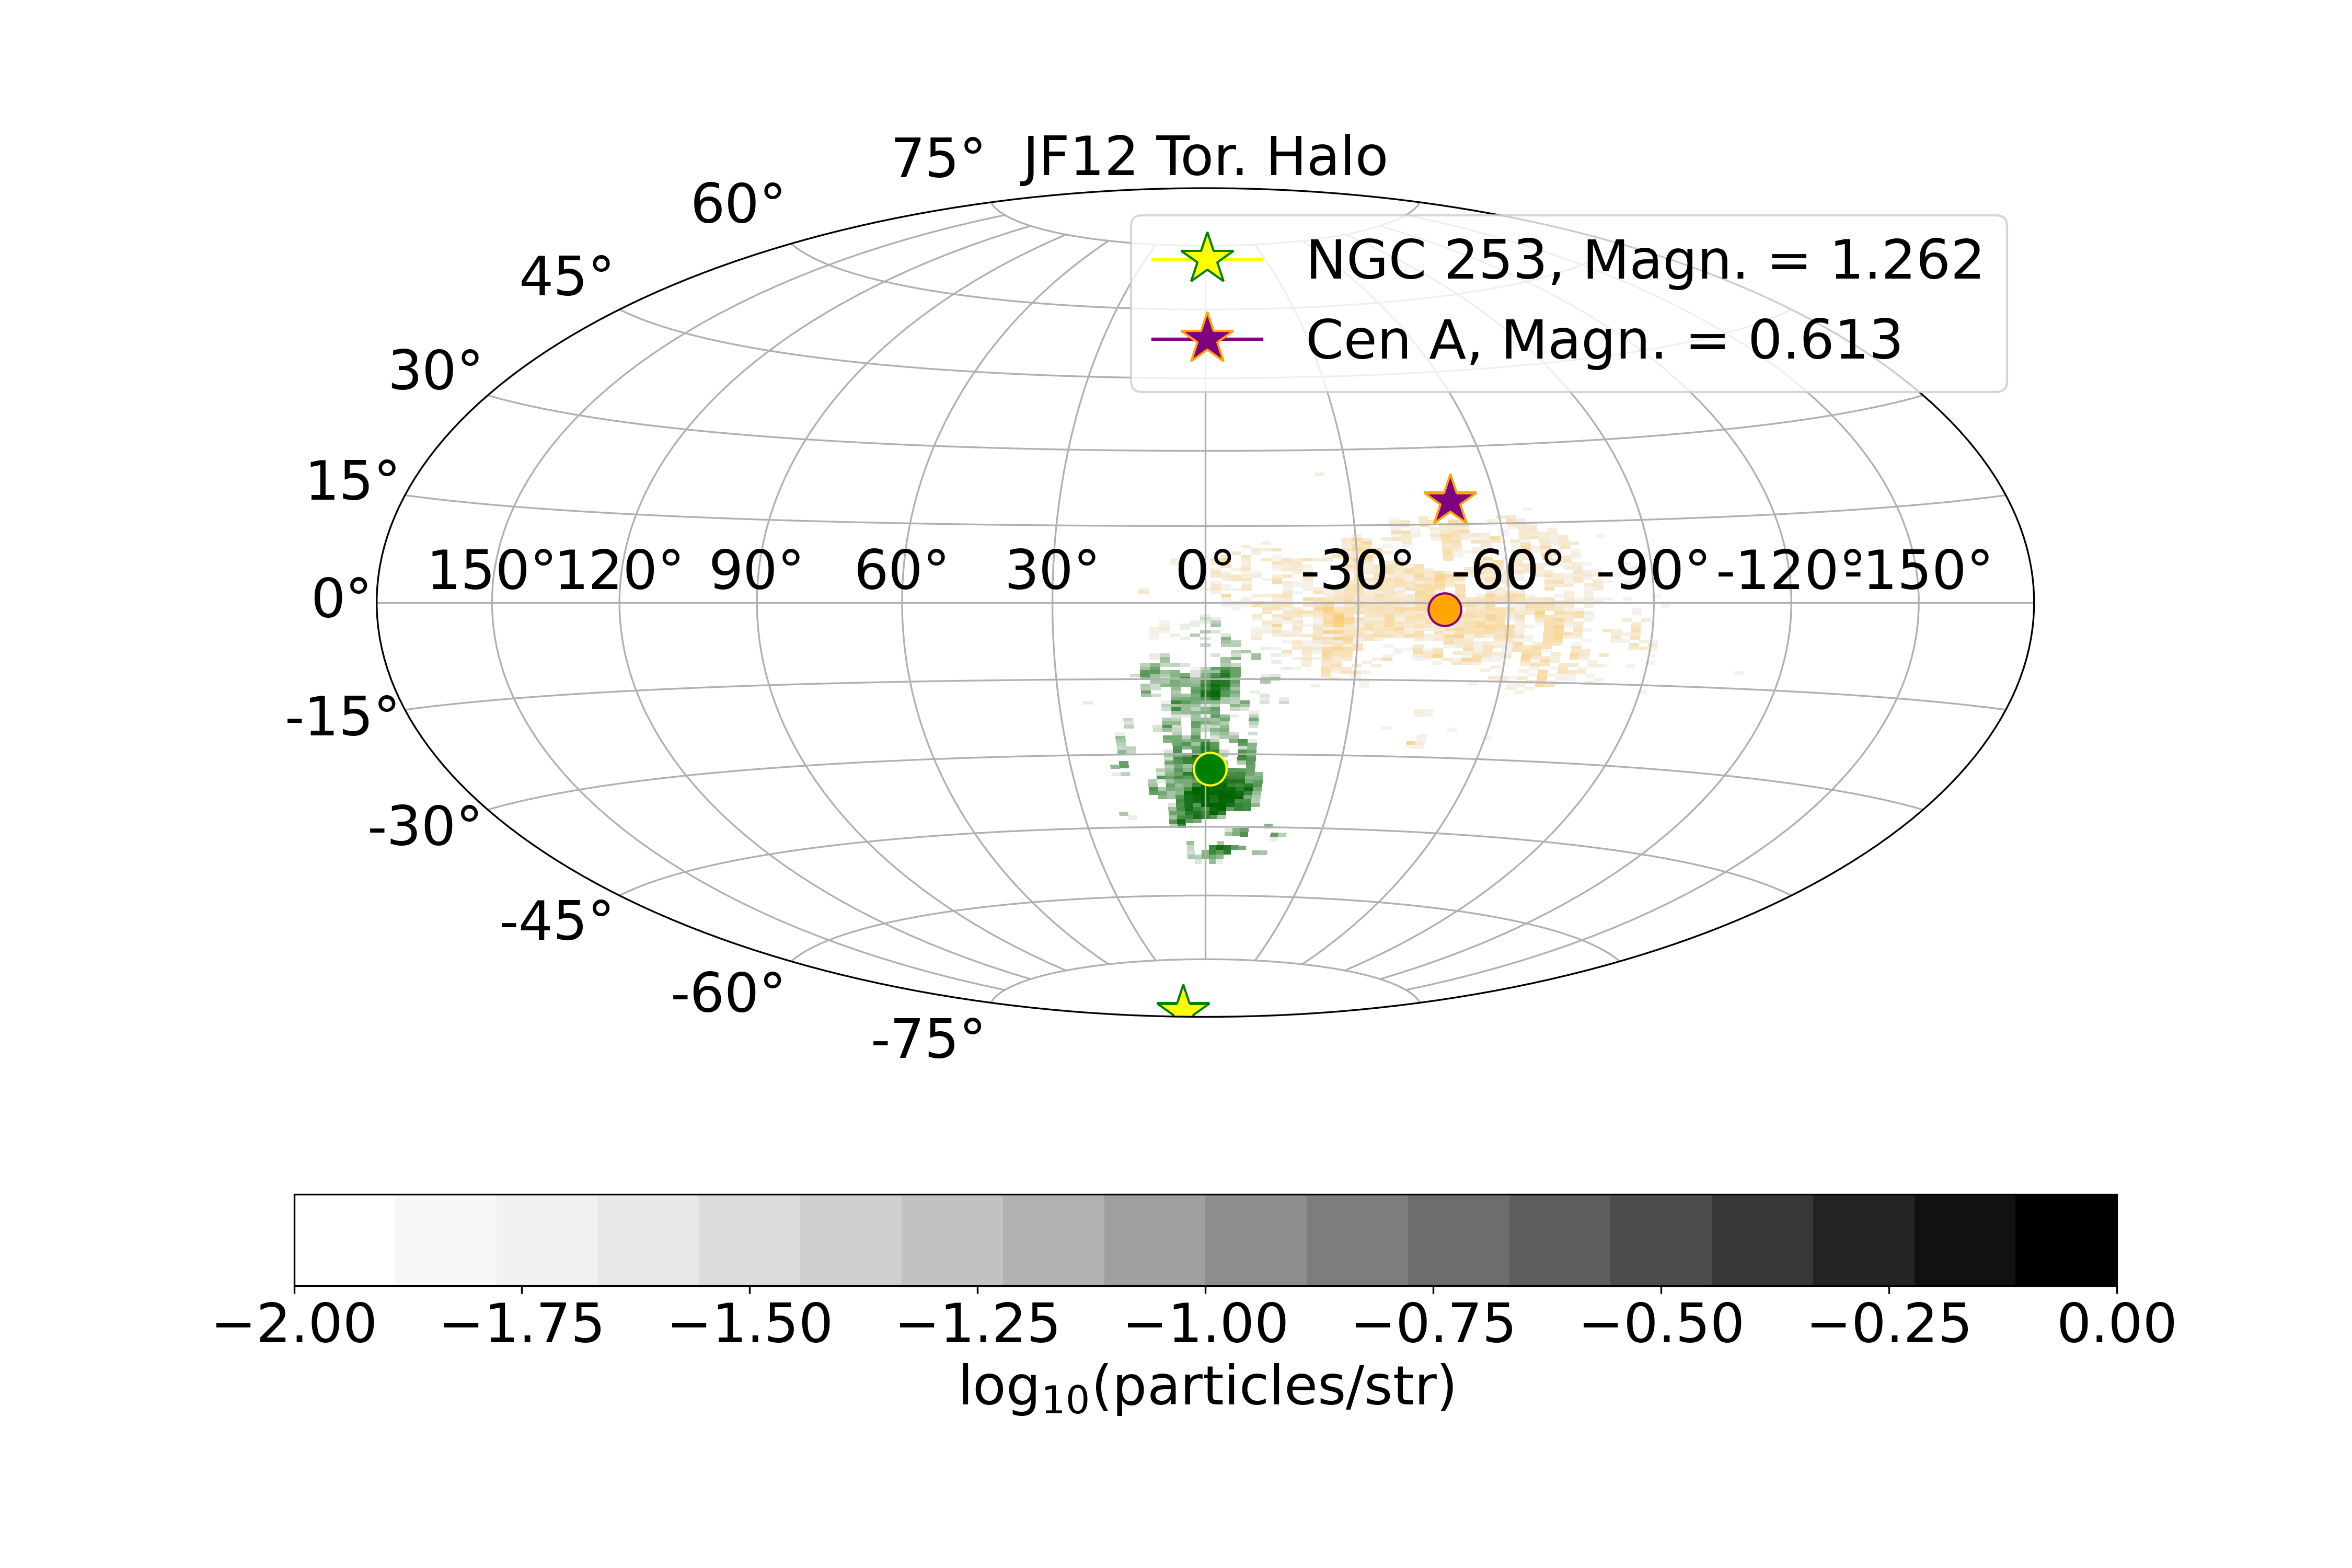 75° JF12 Tor. Halo
60°
NGC 253, Magn. = 1.262
45°
Cen A, Magn. = 0.613
30°
15°
150° 120° 90° 60° 30° 0° -30° -60° -90° -120° -150°
0°
-15°
-30°
-45°
-60°
-75°
−2.00 −1.75 −1.50 −1.25 −1.00 −0.75 −0.50 −0.25 0.00
log₁₀(particles/str)